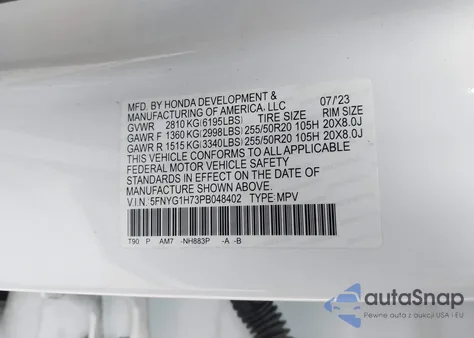 MFD. BY HONDA DEVELOPMENT &
MANUFACTURING OF AMERICA, LLC 07/'23
GVWR 2810 KG(6195LBS) TIRE SIZE RIM SIZE
GAWR F 1360 KG(2998LBS) 255/50R20 105H 20X8.0J
GAWR R 1515 KG(3340LBS) 255/50R20 105H 20X8.0J
THIS VEHICLE CONFORMS TO ALL APPLICABLE
FEDERAL MOTOR VEHICLE SAFETY
STANDARDS IN EFFECT ON THE DATE OF
MANUFACTURE SHOWN ABOVE.
V.I.N. 5FNYG1H73PB048402 TYPE: MPV
T90 P AM7 -NH883P -A -B
autoSnap
Pewne auto z aukcji USA i EU